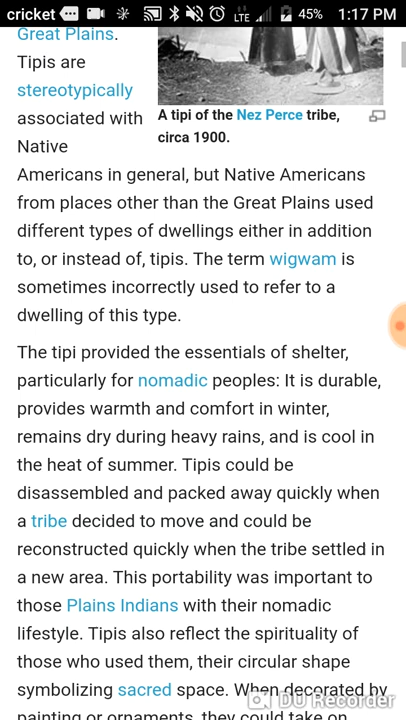 cricket LTE 45% 1:17 PM
Great Plains.
Tipis are
stereotypically
associated with
Native
A tipi of the Nez Perce tribe,
circa 1900.
Americans in general, but Native Americans
from places other than the Great Plains used
different types of dwellings either in addition
to, or instead of, tipis. The term wigwam is
sometimes incorrectly used to refer to a
dwelling of this type.
The tipi provided the essentials of shelter,
particularly for nomadic peoples: It is durable,
provides warmth and comfort in winter,
remains dry during heavy rains, and is cool in
the heat of summer. Tipis could be
disassembled and packed away quickly when
a tribe decided to move and could be
reconstructed quickly when the tribe settled in
a new area. This portability was important to
those Plains Indians with their nomadic
lifestyle. Tipis also reflect the spirituality of
those who used them, their circular shape
symbolizing sacred space. When decorated by
DU Recorder
painting or ornaments, they could take on